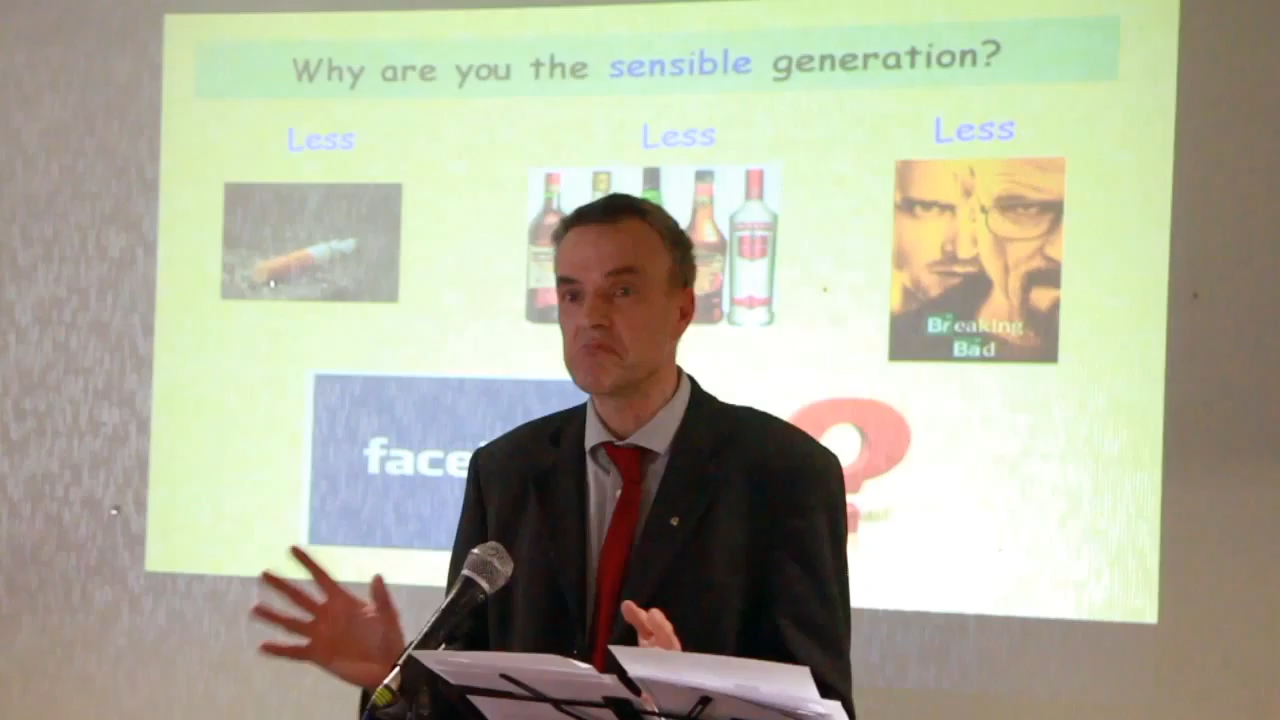 Why are you the sensible generation?
Less
Less
Less
Breaking
Bad
face